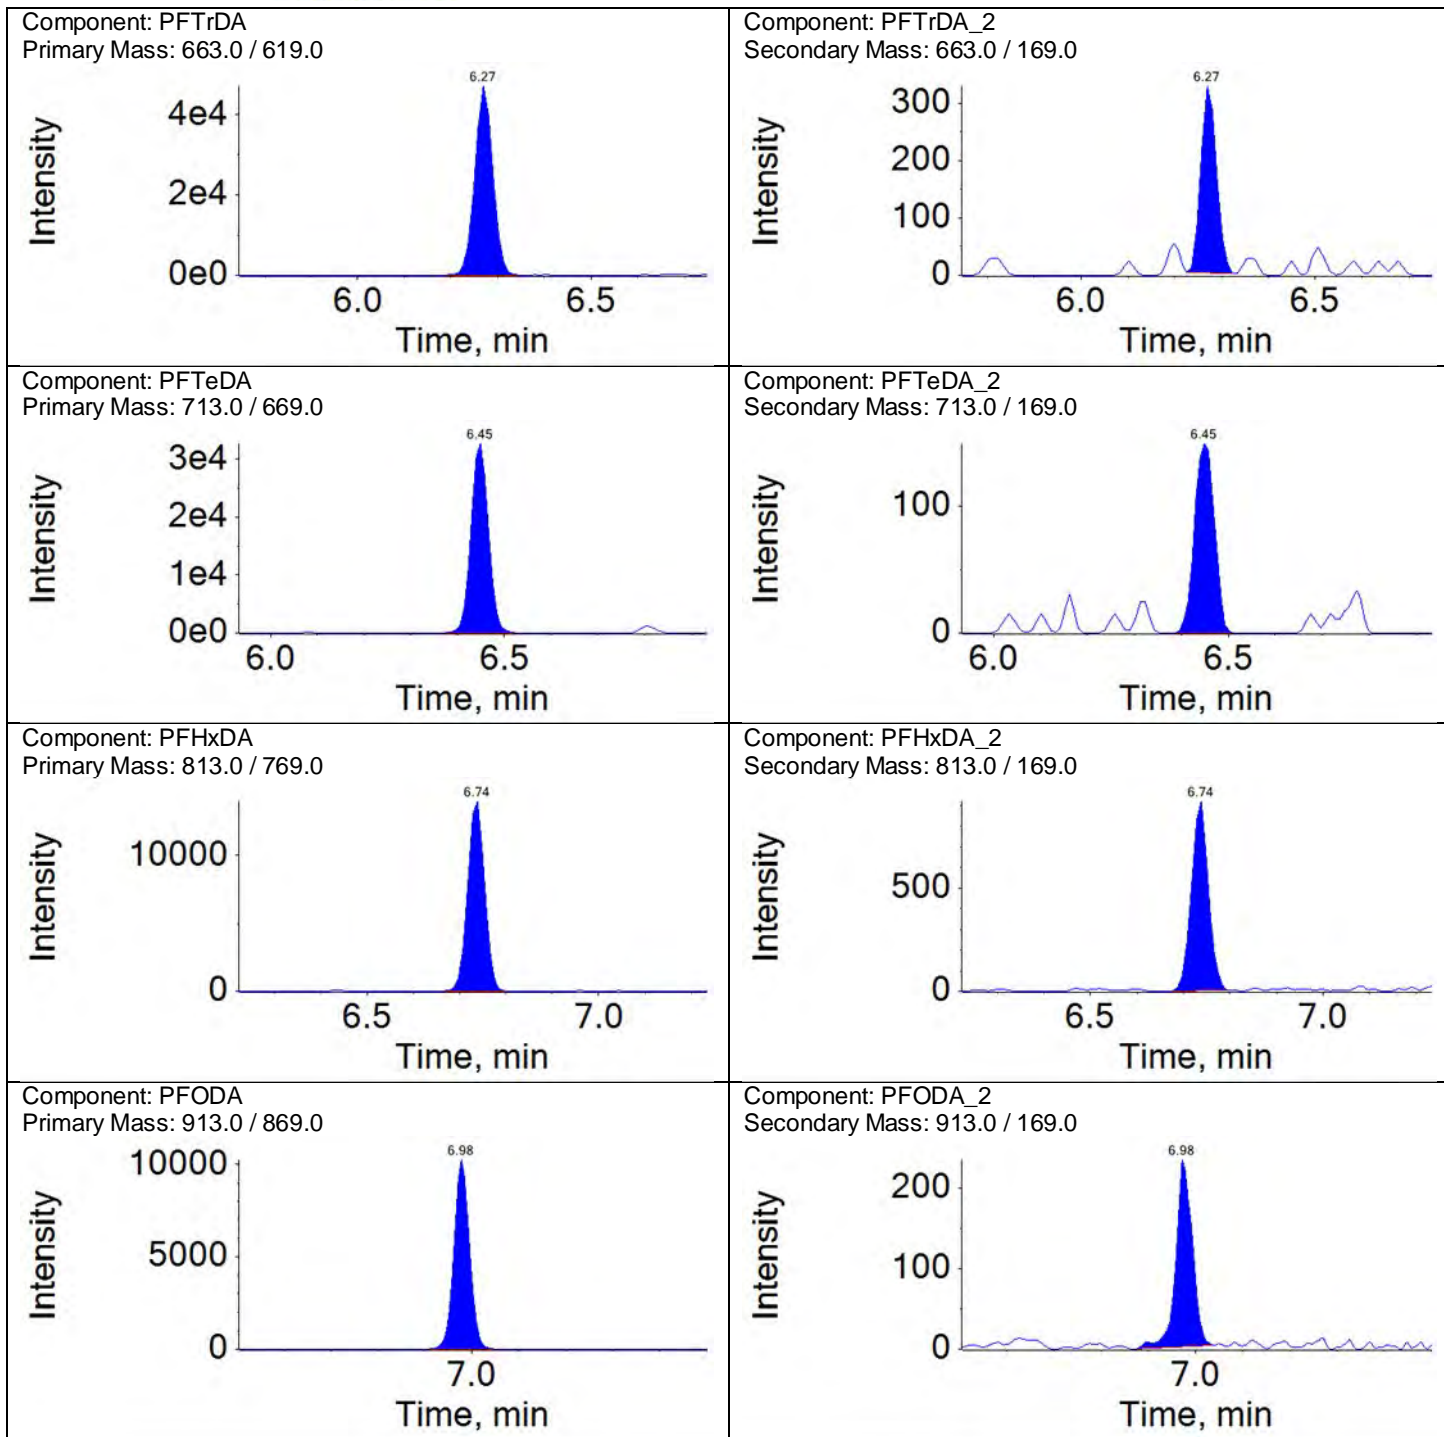 Component: PFTrDA
Primary Mass: 663.0 / 619.0
6.27
4e4
2e4
0e0
Intensity
6.0
6.5
Time, min
Component: PFTrDA_2
Secondary Mass: 663.0 / 169.0
6.27
300
200
100
0
Intensity
6.0
6.5
Time, min
Component: PFTeDA
Primary Mass: 713.0 / 669.0
6.45
3e4
2e4
1e4
0e0
Intensity
6.0
6.5
Time, min
Component: PFTeDA_2
Secondary Mass: 713.0 / 169.0
6.45
100
0
Intensity
6.0
6.5
Time, min
Component: PFHxDA
Primary Mass: 813.0 / 769.0
6.74
10000
0
Intensity
6.5
7.0
Time, min
Component: PFHxDA_2
Secondary Mass: 813.0 / 169.0
6.74
500
0
Intensity
6.5
7.0
Time, min
Component: PFODA
Primary Mass: 913.0 / 869.0
6.98
10000
5000
0
Intensity
7.0
Time, min
Component: PFODA_2
Secondary Mass: 913.0 / 169.0
6.98
200
100
0
Intensity
7.0
Time, min